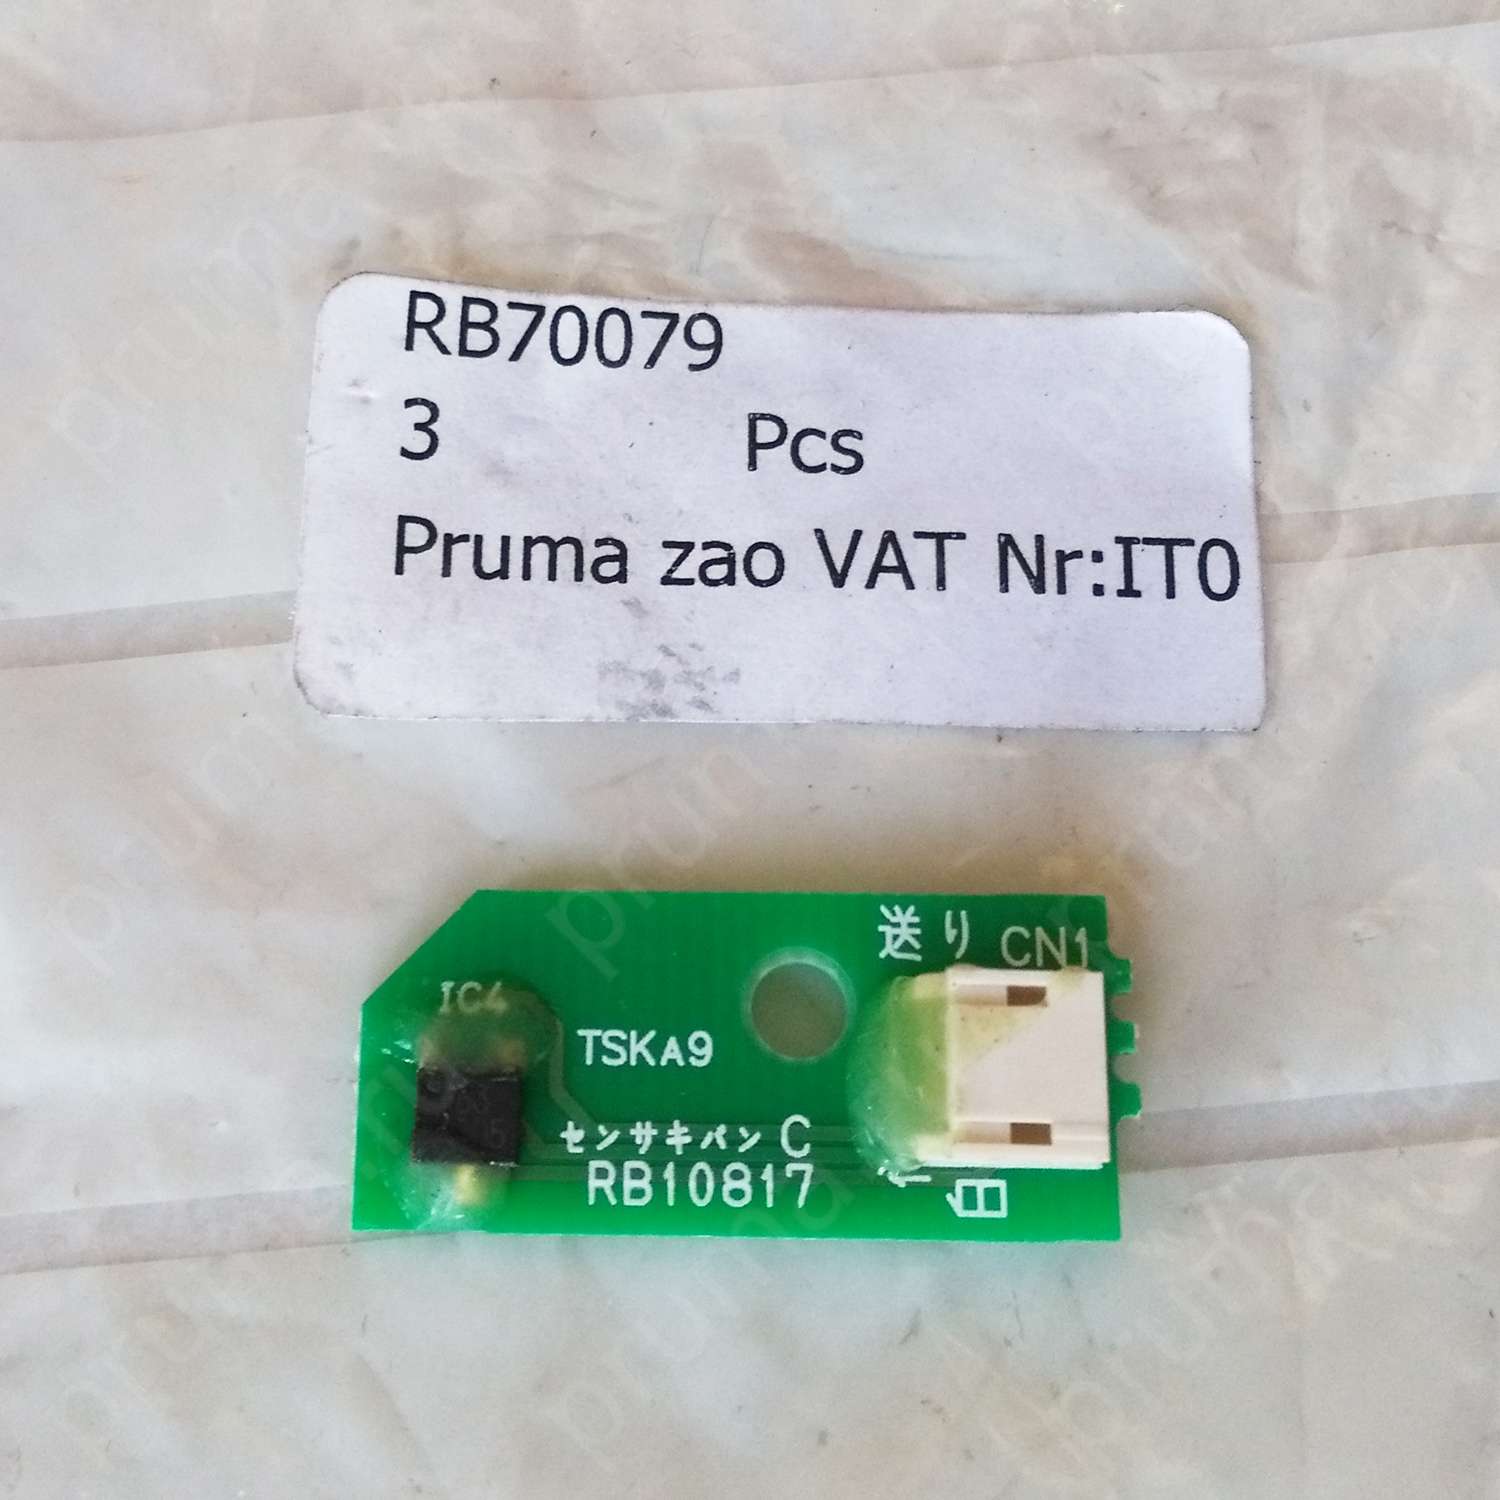 RB70079
3 Pcs
Pruma zao VAT Nr:IT0
送り CN1
IC4
TSKA9
センサキバン C
RB10817